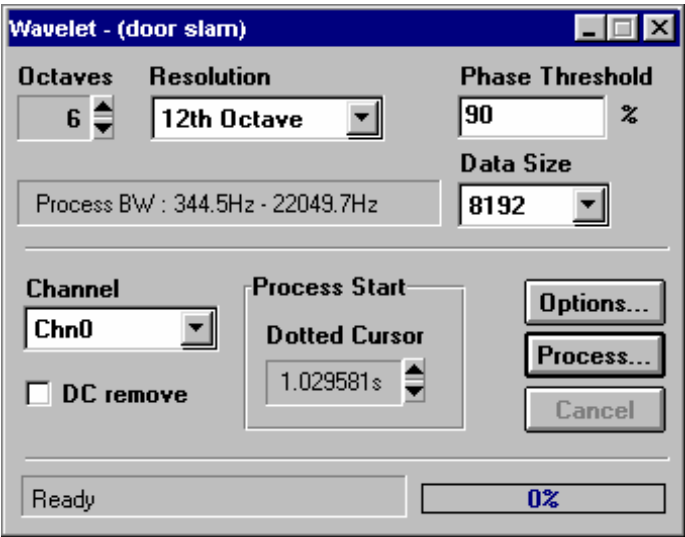 Wavelet - (door slam)
Octaves Resolution Phase Threshold
6 12th Octave 90 %
Data Size
Process BW : 344.5Hz - 22049.7Hz 8192
Channel Process Start Options...
Chn0 Dotted Cursor Process...
1.029581s
DC remove Cancel
Ready 0%